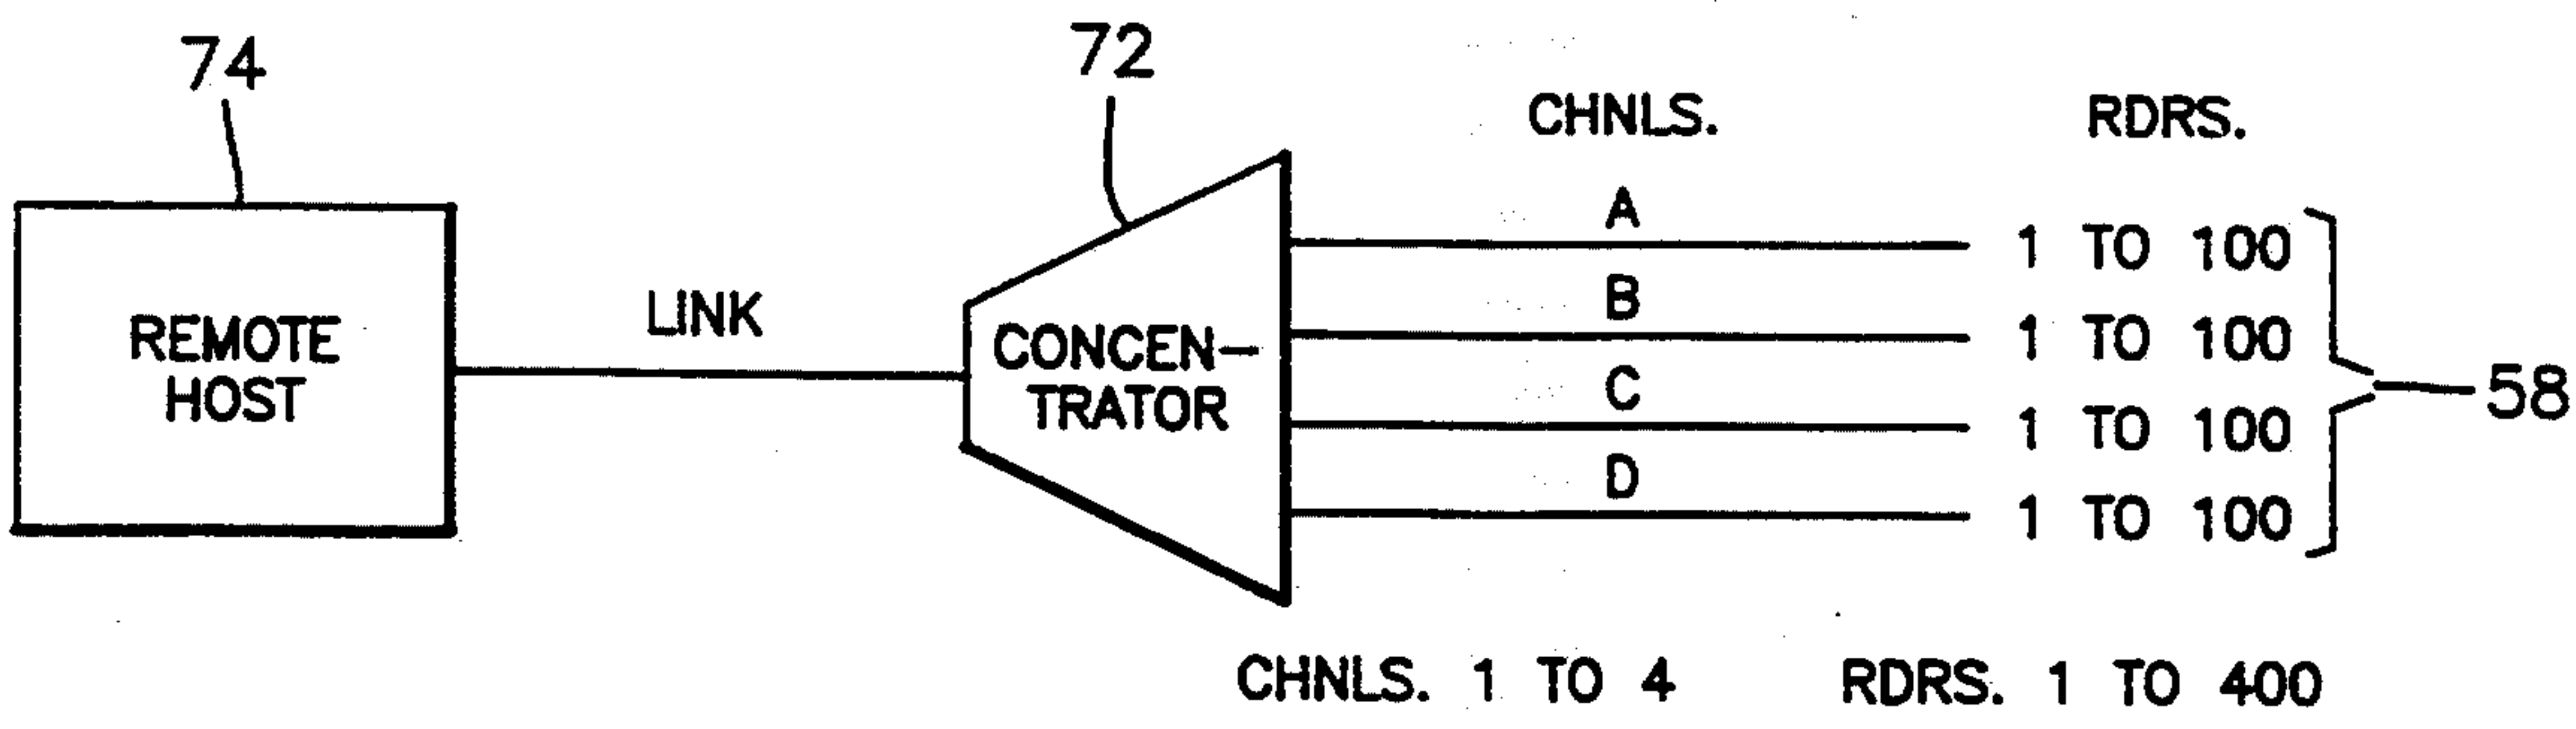 74
72
CHNLS. RDRS.
A
1 TO 100
B
LINK
REMOTE
HOST
CONCEN-
TRATOR
1 TO 100
C
58
1 TO 100
D
1 TO 100
CHNLS. 1 TO 4 RDRS. 1 TO 400